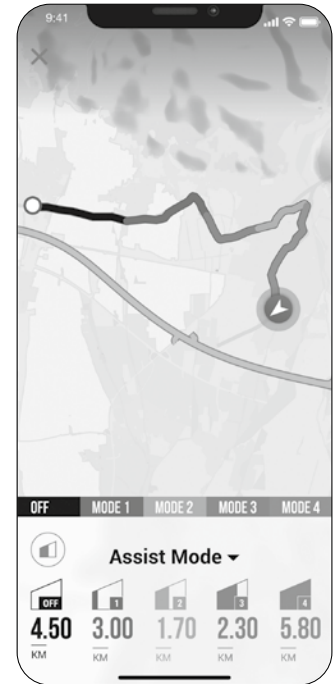 9:41
OFF MODE 1 MODE 2 MODE 3 MODE 4
Assist Mode
OFF 1 2 3 4
4.50 3.00 1.70 2.30 5.80
KM KM KM KM KM